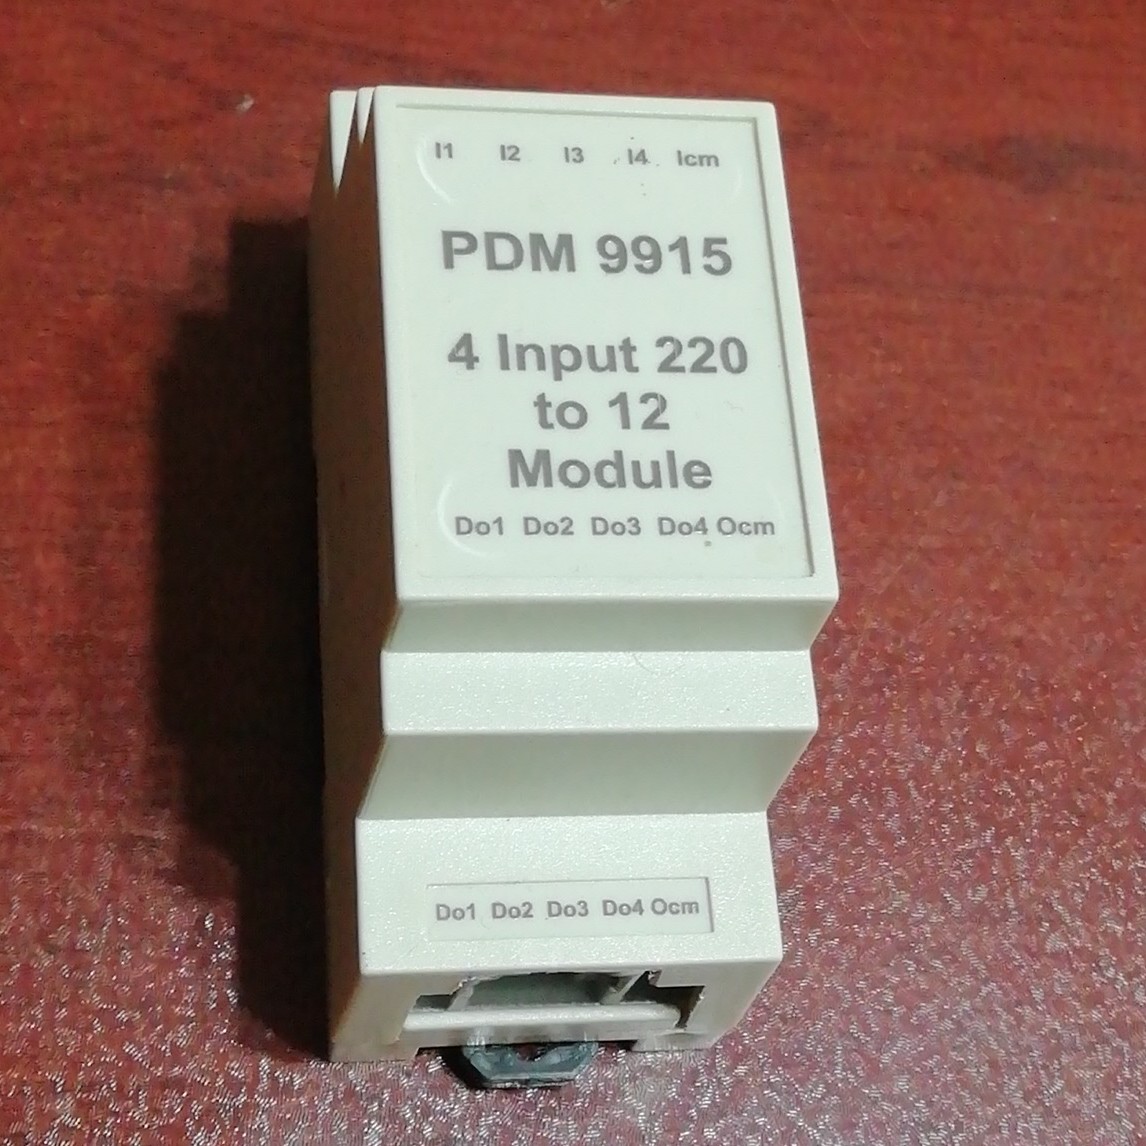 I1 I2 I3 I4 Icm
PDM 9915
4 Input 220
to 12
Module
Do1 Do2 Do3 Do4 Ocm
Do1 Do2 Do3 Do4 Ocm